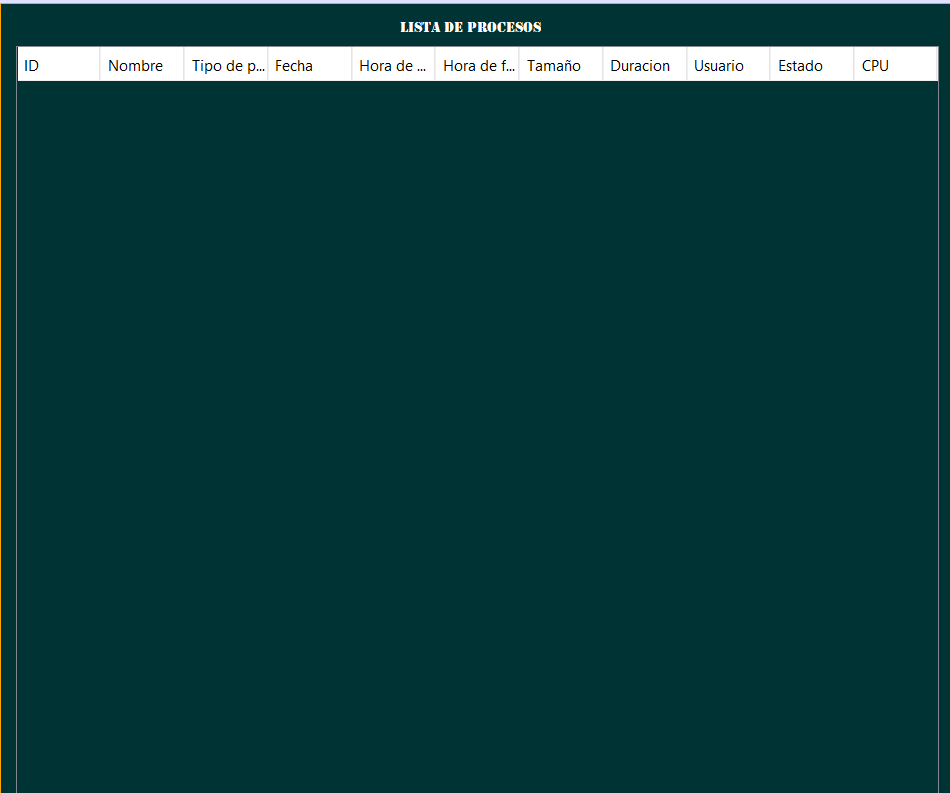 LISTA DE PROCESOS
ID Nombre Tipo de p... Fecha Hora de ... Hora de f... Tamaño Duracion Usuario Estado CPU